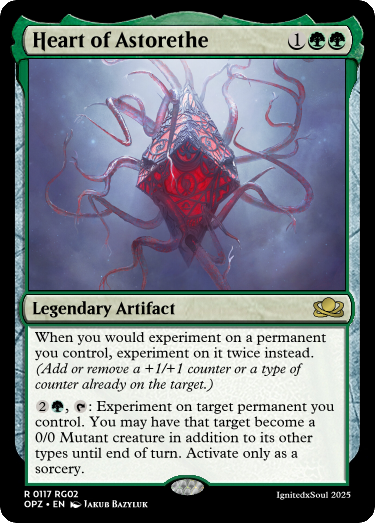 Heart of Astorethe 1
Legendary Artifact
When you would experiment on a permanent
you control, experiment on it twice instead.
(Add or remove a +1/+1 counter or a type of
counter already on the target.)
2 , : Experiment on target permanent you
control. You may have that target become a
0/0 Mutant creature in addition to its other
types until end of turn. Activate only as a
sorcery.
R 0117 RG02
OPZ • EN Jakub Bazyluk
IgnitedxSoul 2025